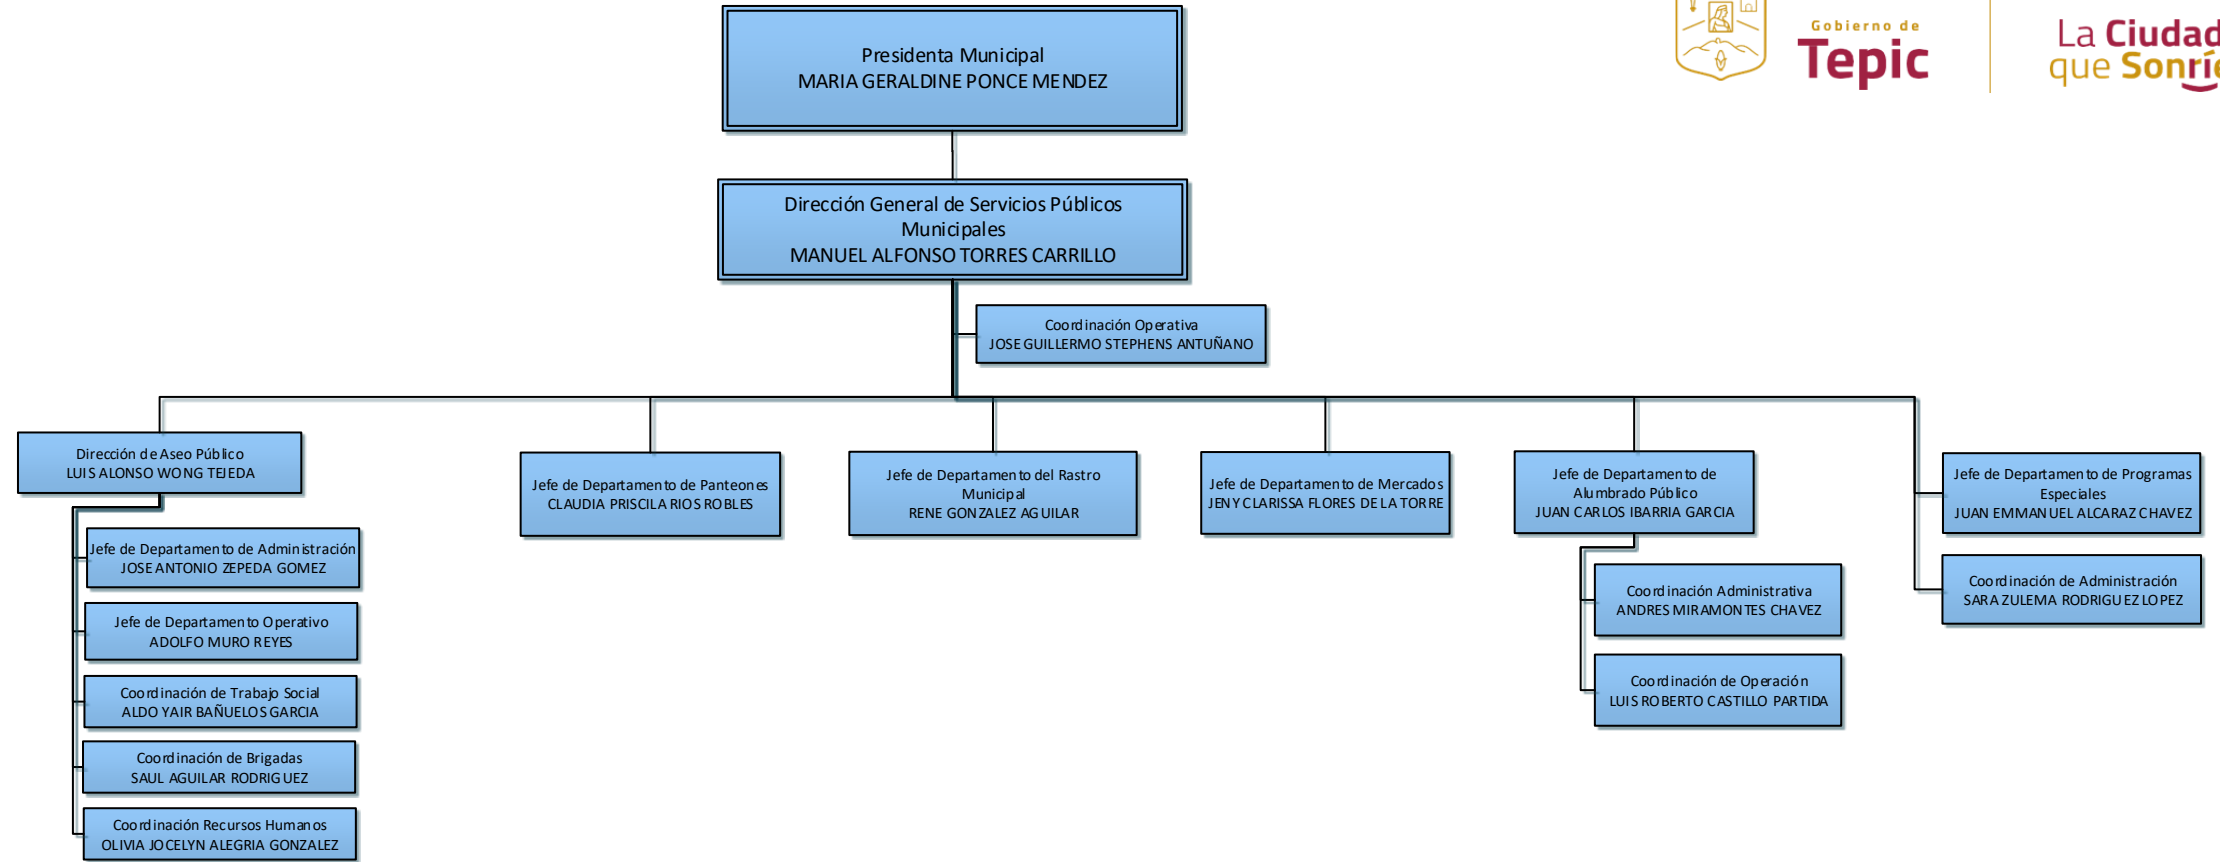 Presidenta Municipal
MARIA GERALDINE PONCE MENDEZ
Gobierno de
Tepic
La Ciudad
que Sonríe
Dirección General de Servicios Públicos
Municipales
MANUEL ALFONSO TORRES CARRILLO
Coordinación Operativa
JOSE GUILLERMO STEPHENS ANTUÑANO
Dirección de Aseo Público
LUIS ALONSO WONG TEJEDA
Jefe de Departamento de Administración
JOSE ANTONIO ZEPEDA GOMEZ
Jefe de Departamento Operativo
ADOLFO MURO REYES
Coordinación de Trabajo Social
ALDO YAIR BAÑUELOS GARCIA
Coordinación de Brigadas
SAUL AGUILAR RODRIGUEZ
Coordinación Recursos Humanos
OLIVIA JOCELYN ALEGRIA GONZALEZ
Jefe de Departamento de Panteones
CLAUDIA PRISCILA RIOS ROBLES
Jefe de Departamento del Rastro
Municipal
RENE GONZALEZ AGUILAR
Jefe de Departamento de Mercados
JENY CLARISSA FLORES DE LA TORRE
Jefe de Departamento de
Alumbrado Público
JUAN CARLOS IBARRIA GARCIA
Coordinación Administrativa
ANDRES MIRAMONTES CHAVEZ
Coordinación de Operación
LUIS ROBERTO CASTILLO PARTIDA
Jefe de Departamento de Programas
Especiales
JUAN EMMANUEL ALCARAZ CHAVEZ
Coordinación de Administración
SARA ZULEMA RODRIGUEZ LOPEZ